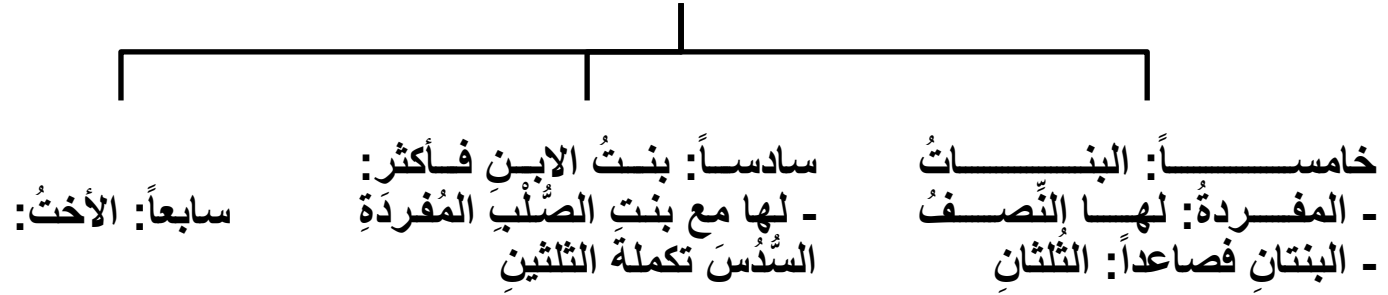 خامساً: البناتُ
- المفردةُ: لها النِّصفُ
- البنتانِ فصاعداً: الثُلثانِ
سادساً: بنتُ الابنِ فأكثر:
- لها مع بنتِ الصُّلْبِ المُفردَةِ
السُّدُسَ تكملةَ الثلثينِ
سابعاً: الأختُ: